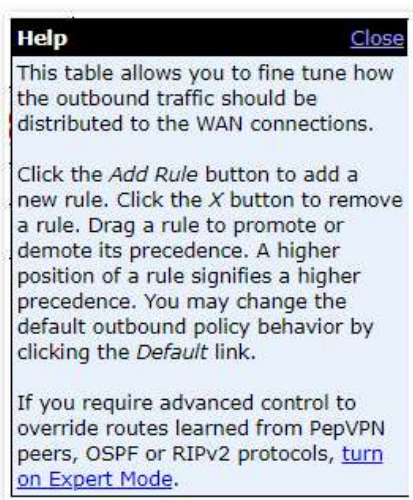 Help Close
This table allows you to fine tune how
the outbound traffic should be
distributed to the WAN connections.
Click the Add Rule button to add a
new rule. Click the X button to remove
a rule. Drag a rule to promote or
demote its precedence. A higher
position of a rule signifies a higher
precedence. You may change the
default outbound policy behavior by
clicking the Default link.
If you require advanced control to
override routes learned from PepVPN
peers, OSPF or RIPv2 protocols, turn
on Expert Mode.